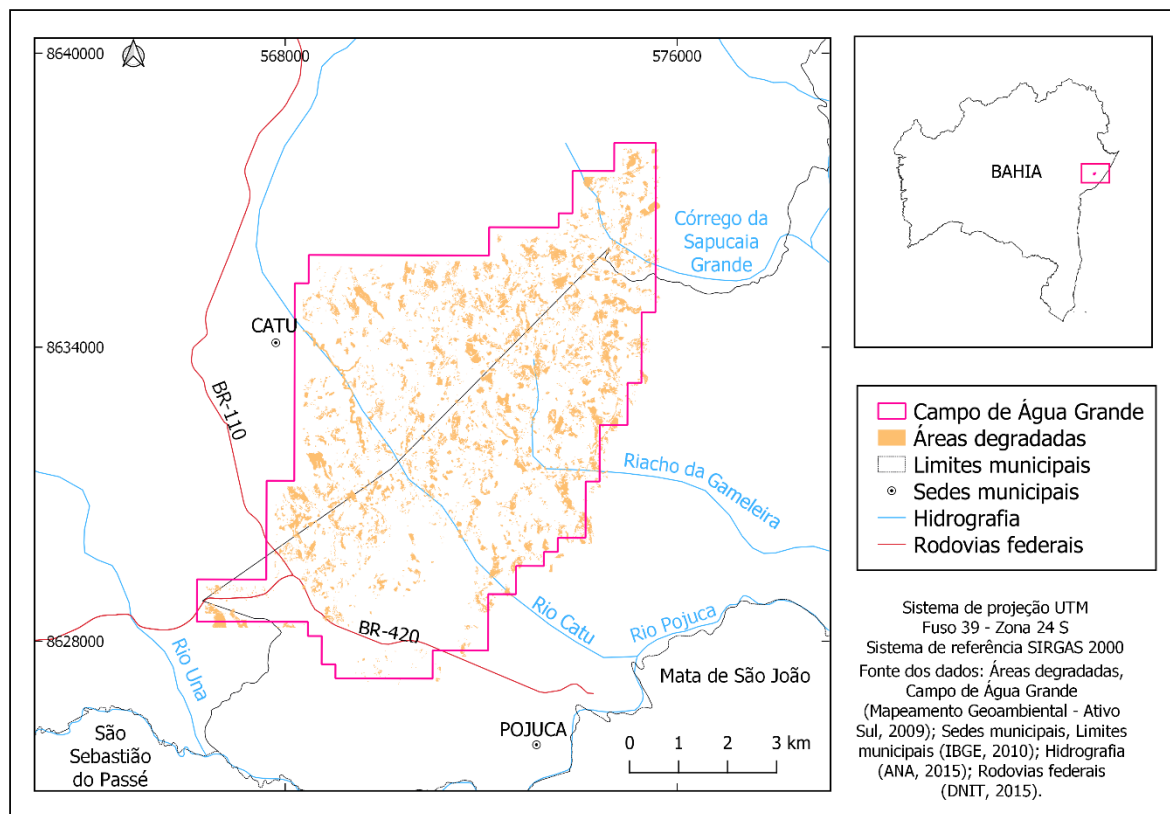 8640000
568000
576000
Córrego da
Sapucaia
Grande
CATU
8634000
BR-110
Riacho da Gameleira
BR-420
Rio Catu
Rio Pojuca
8628000
Rio Una
Mata de São João
POJUCA
São
Sebastião
do Passé
0 1 2 3 km
BAHIA
Campo de Água Grande
Áreas degradadas
Limites municipais
Sedes municipais
Hidrografia
Rodovias federais
Sistema de projeção UTM
Fuso 39 - Zona 24 S
Sistema de referência SIRGAS 2000
Fonte dos dados: Áreas degradadas,
Campo de Água Grande
(Mapeamento Geoambiental - Ativo
Sul, 2009); Sedes municipais, Limites
municipais (IBGE, 2010); Hidrografia
(ANA, 2015); Rodovias federais
(DNIT, 2015).